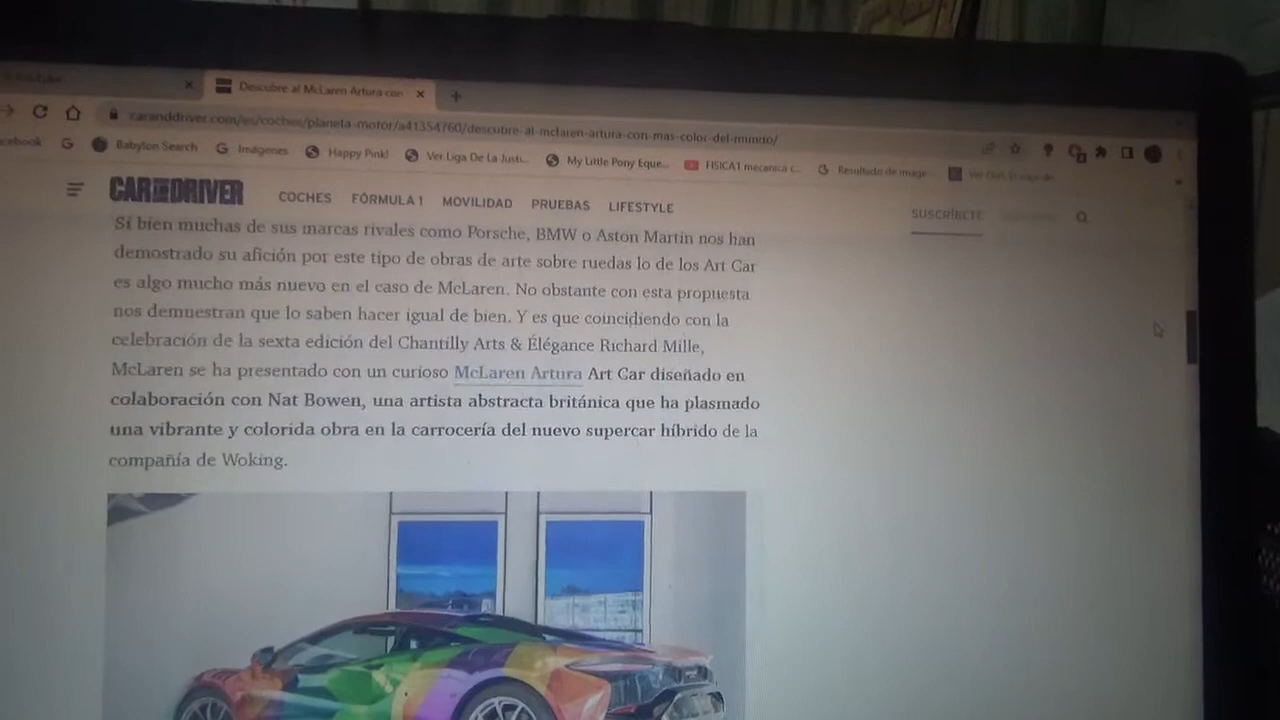 Descubre al McLaren Artura con
caranddriver.com/es/coches/planeta-motor/a41354760/descubre-al-mclaren-artura-con-mas-color-del-mundo/
cebook
Babylon Search
Imágenes
Happy Pink!
Ver Liga De La Justi...
My Little Pony Eque...
FISICA1 mecanica c...
Resultado de image...
CAR AND DRIVER
COCHES FÓRMULA 1 MOVILIDAD PRUEBAS LIFESTYLE
SUSCRÍBETE
Si bien muchas de sus marcas rivales como Porsche, BMW o Aston Martin nos han
demostrado su afición por este tipo de obras de arte sobre ruedas lo de los Art Car
es algo mucho más nuevo en el caso de McLaren. No obstante con esta propuesta
nos demuestran que lo saben hacer igual de bien. Y es que coincidiendo con la
celebración de la sexta edición del Chantilly Arts & Élégance Richard Mille,
McLaren se ha presentado con un curioso McLaren Artura Art Car diseñado en
colaboración con Nat Bowen, una artista abstracta británica que ha plasmado
una vibrante y colorida obra en la carrocería del nuevo supercar híbrido de la
compañía de Woking.